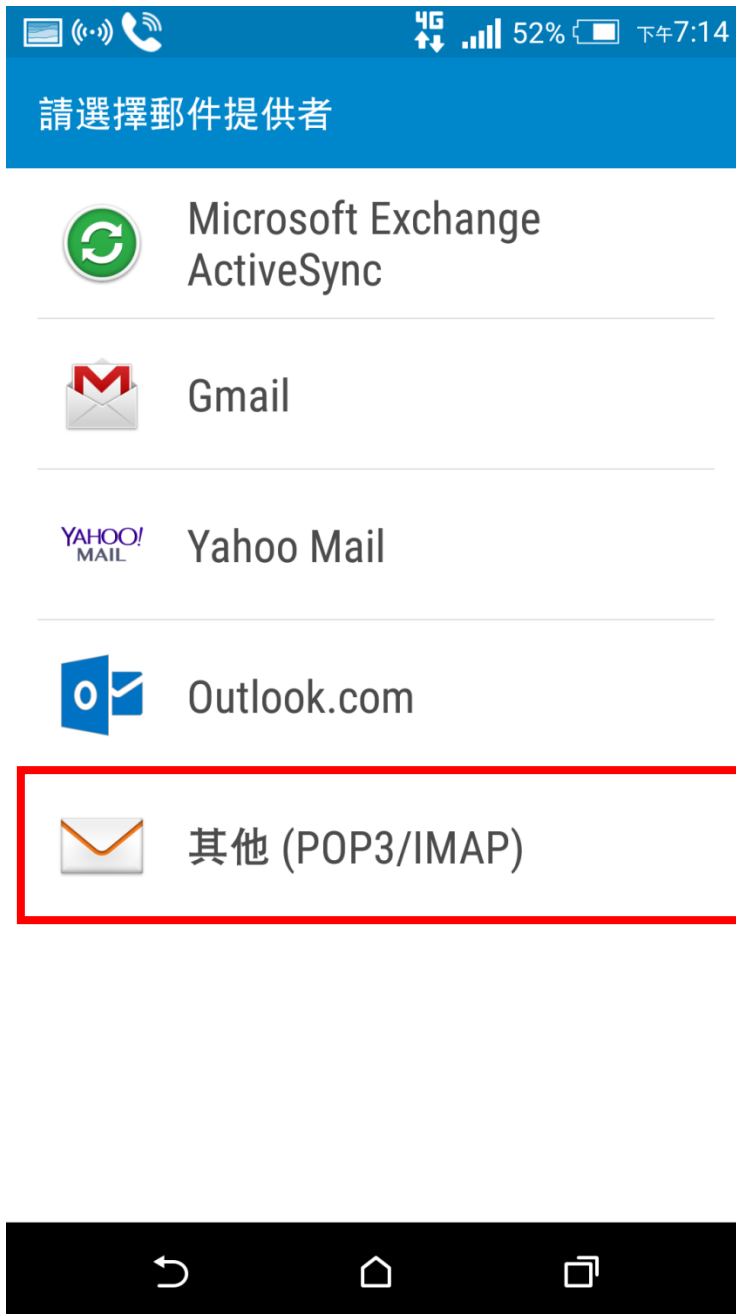 4G 52% 下午7:14
請選擇郵件提供者
Microsoft Exchange
ActiveSync
Gmail
YAHOO!
MAIL
Yahoo Mail
Outlook.com
其他 (POP3/IMAP)